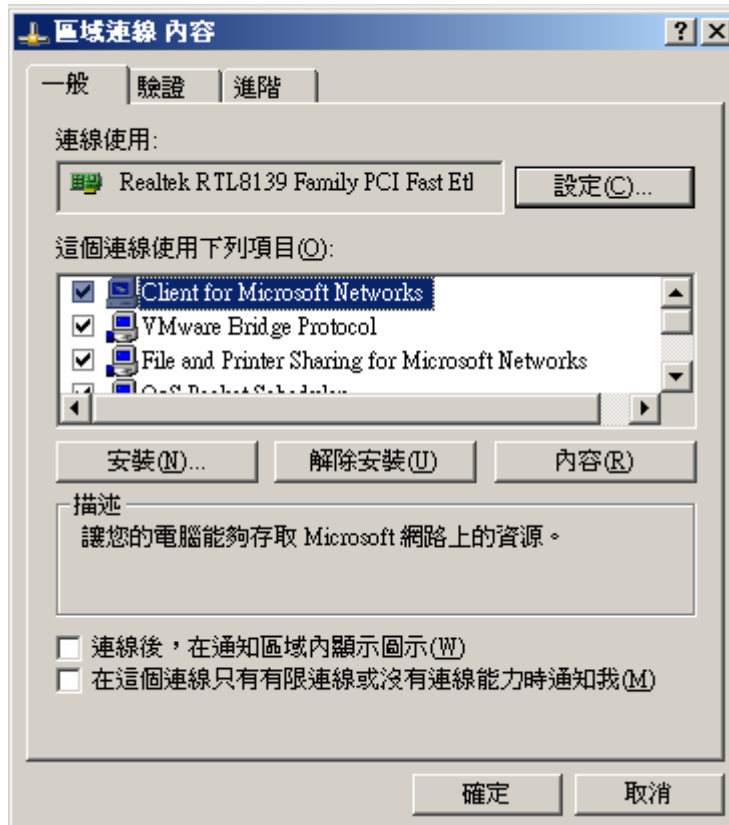 區域連線 內容
一般 驗證 進階
連線使用:
Realtek RTL8139 Family PCI Fast Etl
設定(C)...
這個連線使用下列項目(O):
Client for Microsoft Networks
VMware Bridge Protocol
File and Printer Sharing for Microsoft Networks
QoS Packet Scheduler
安裝(N)... 解除安裝(U) 內容(R)
描述
讓您的電腦能夠存取 Microsoft 網路上的資源。
連線後，在通知區域內顯示圖示(W)
在這個連線只有有限連線或沒有連線能力時通知我(M)
確定 取消